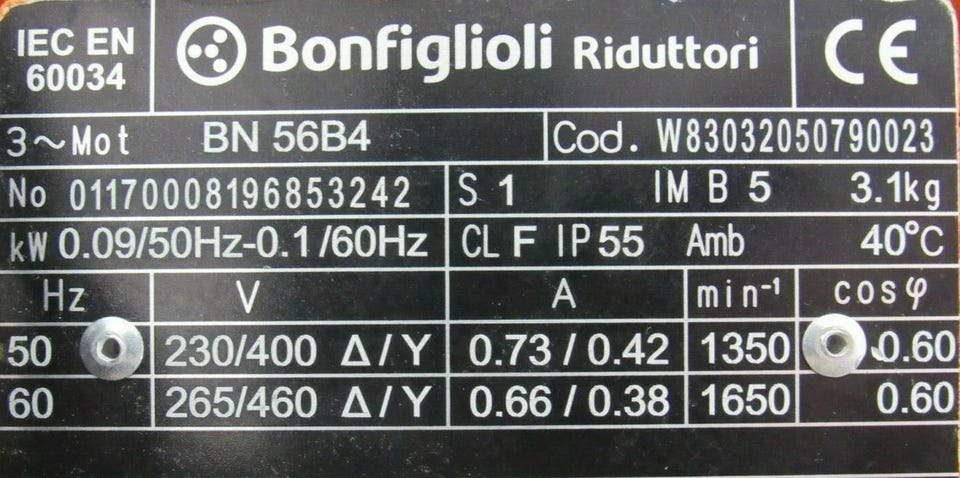 IEC EN
60034
Bonfiglioli Riduttori
CE
3~Mot BN 56B4 Cod. W83032050790023
No 01170008196853242 S 1 IM B 5 3.1kg
kW 0.09/50Hz-0.1/60Hz CL F IP 55 Amb 40°C
Hz V A min-1 cosφ
50 230/400 Δ/Y 0.73/0.42 1350 0.60
60 265/460 Δ/Y 0.66/0.38 1650 0.60